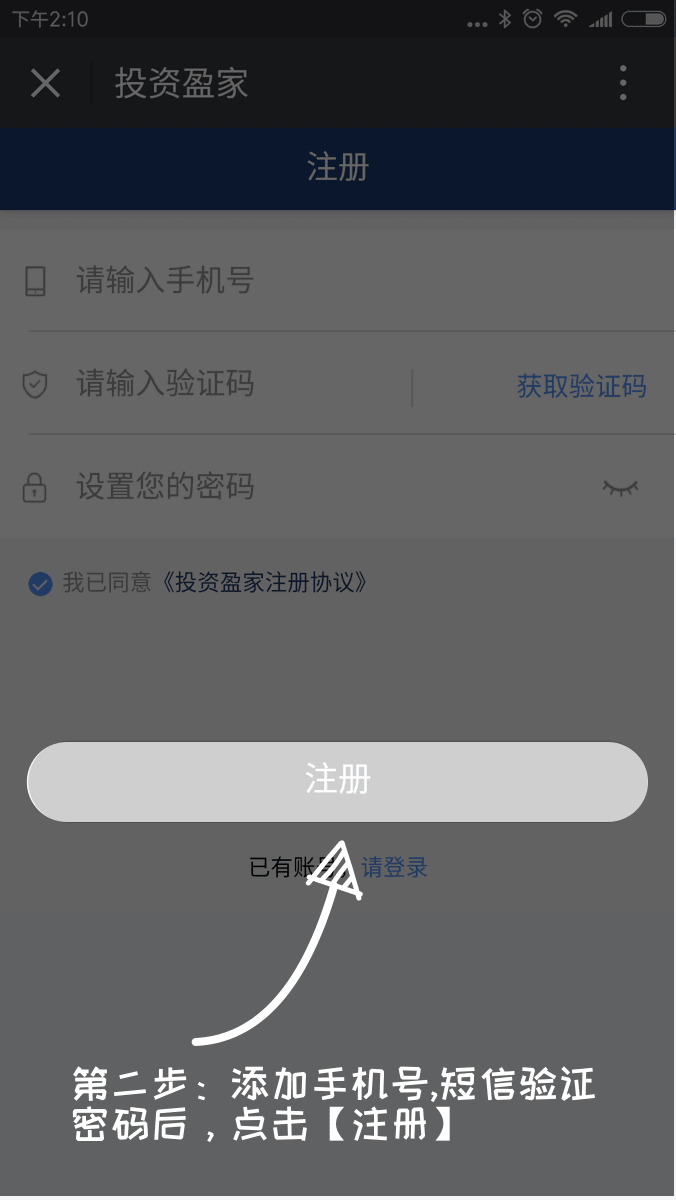 下午2:10
投资盈家
注册
请输入手机号
请输入验证码 获取验证码
设置您的密码
我已同意《投资盈家注册协议》
注册
已有账号，请登录
第二步：添加手机号,短信验证
密码后，点击【注册】